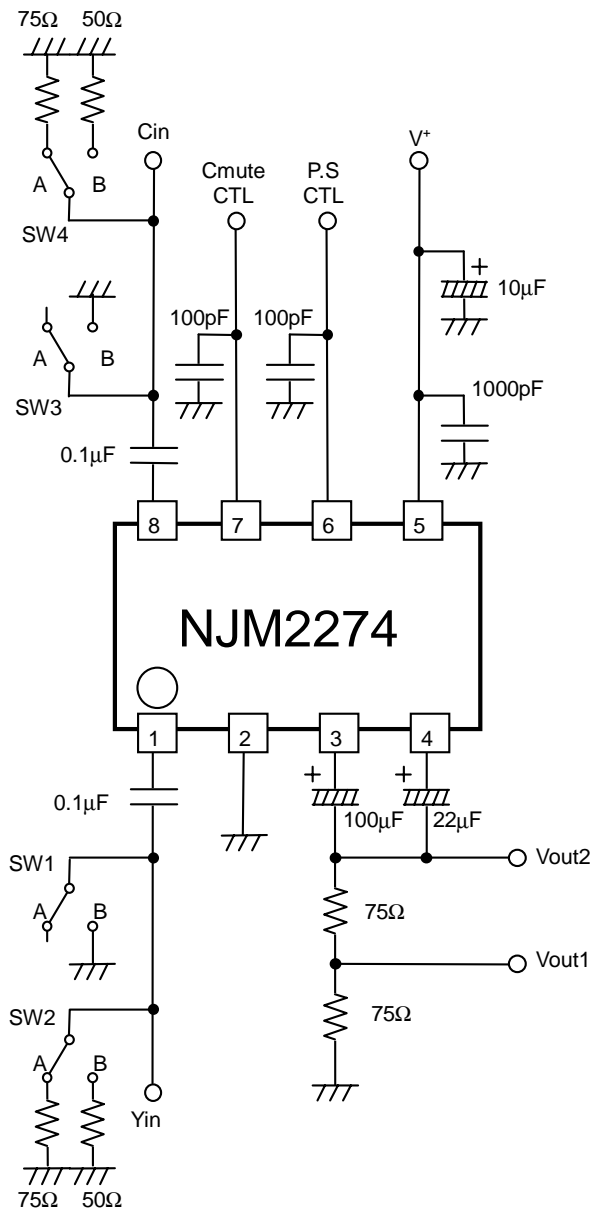 75Ω 50Ω
Cin
Cmute
CTL
P.S
CTL
V+
A B
SW4
10µF
+
100pF 100pF
A B
SW3
1000pF
0.1µF
8 7 6 5
NJM2274
1 2 3 4
0.1µF
+ +
100µF 22µF
Vout2
SW1
A B
75Ω
Vout1
SW2
75Ω
A B
Yin
75Ω 50Ω